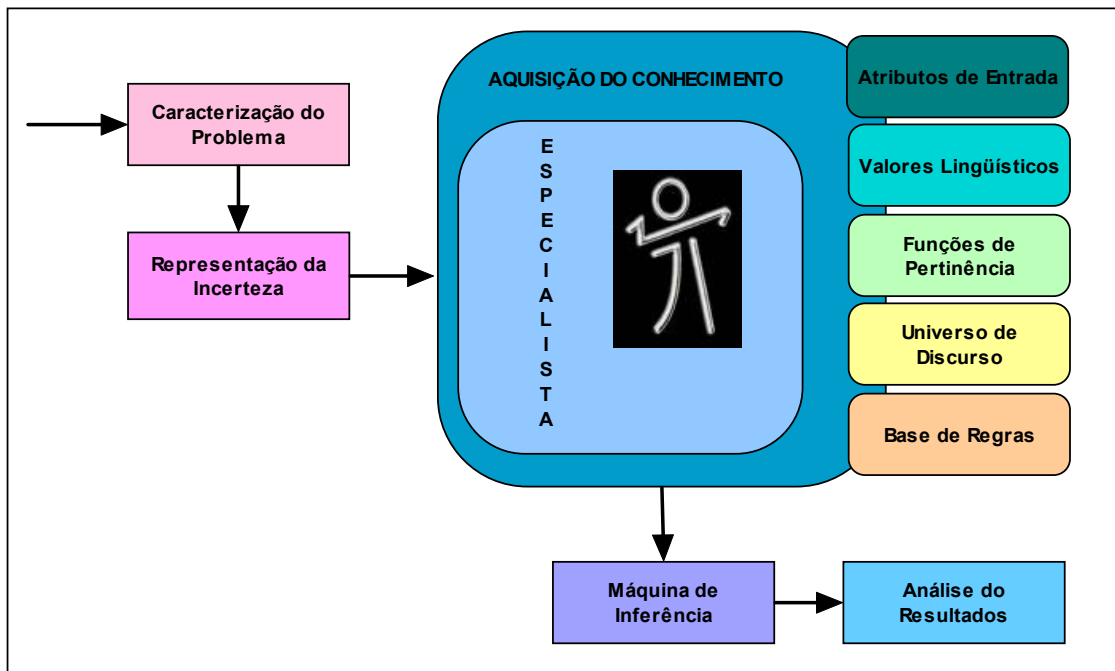 Caracterização do
Problema
Representação da
Incerteza
AQUISIÇÃO DO CONHECIMENTO
E
S
P
E
C
I
A
L
I
S
T
A
Atributos de Entrada
Valores Lingüísticos
Funções de
Pertinência
Universo de
Discurso
Base de Regras
Máquina de
Inferência
Análise do
Resultados